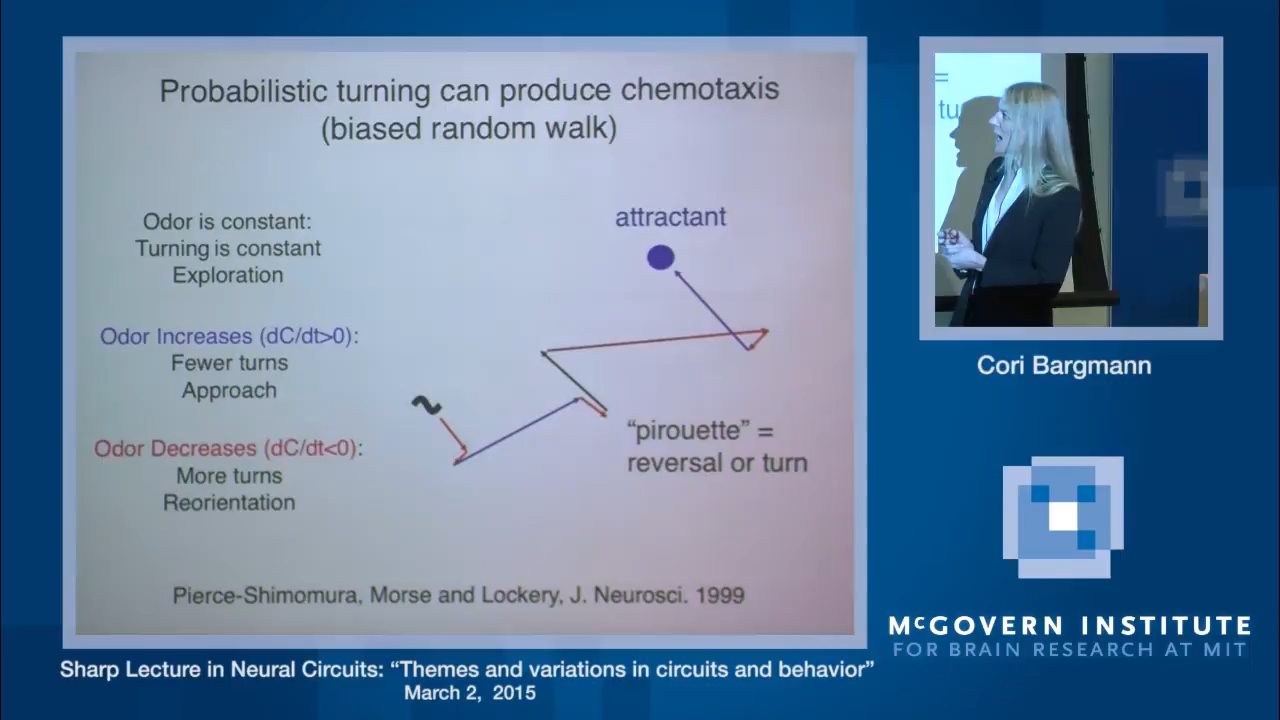 Probabilistic turning can produce chemotaxis
(biased random walk)
Odor is constant:
Turning is constant
Exploration
attractant
Odor Increases (dC/dt>0):
Fewer turns
Approach
Odor Decreases (dC/dt<0):
More turns
Reorientation
"pirouette" =
reversal or turn
Pierce-Shimomura, Morse and Lockery, J. Neurosci. 1999
=
tu
Cori Bargmann
McGOVERN INSTITUTE
FOR BRAIN RESEARCH AT MIT
Sharp Lecture in Neural Circuits: “Themes and variations in circuits and behavior”
March 2, 2015